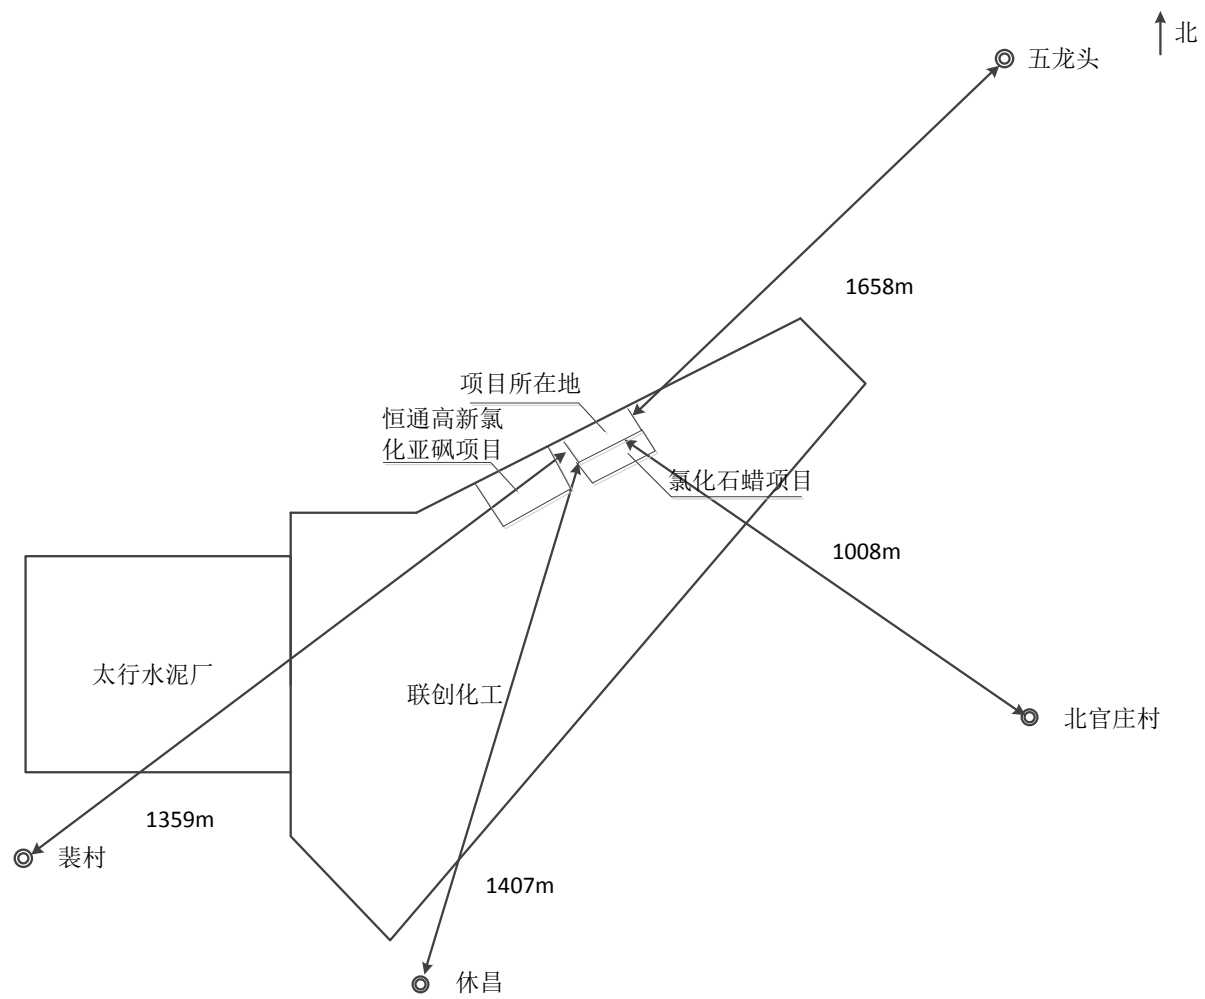 北
五龙头
1658m
项目所在地
恒通高新氯
化亚砜项目
氯化石蜡项目
1008m
太行水泥厂
联创化工
北官庄村
1359m
裴村
1407m
休昌